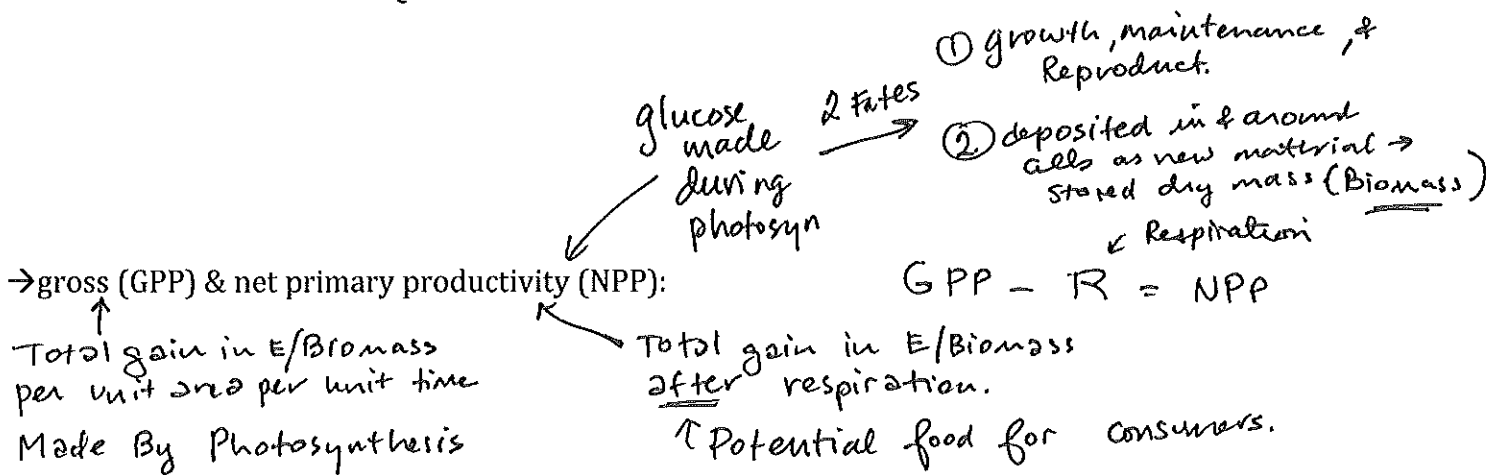 ① growth, maintenance, &
Reproduct.
glucose
made
during
photosyn
2 Fates
② deposited in & around
cells as new material →
stored dry mass (Biomass)
Respiration
→gross (GPP) & net primary productivity (NPP):
GPP - R = NPP
Total gain in E/Biomass
per unit area per unit time
Made By Photosynthesis
Total gain in E/Biomass
after respiration.
↑ Potential food for consumers.